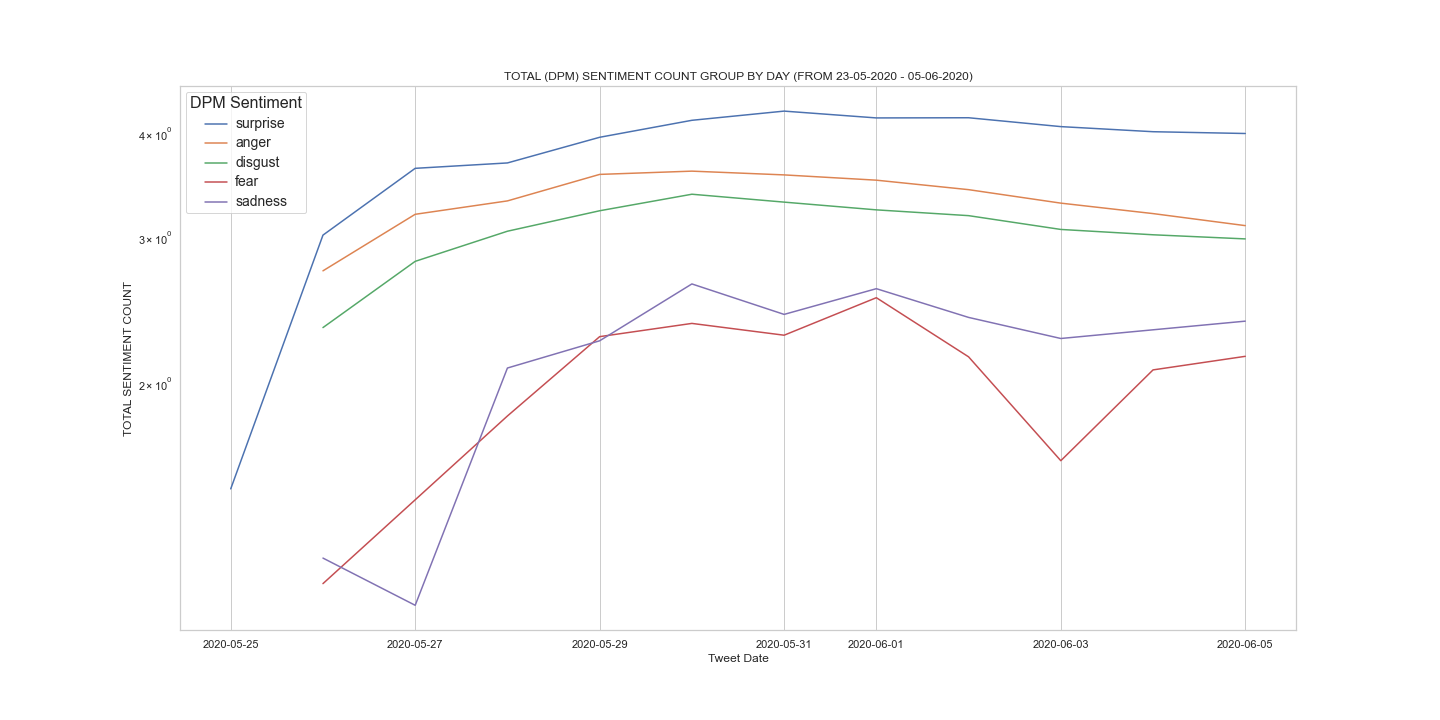 TOTAL (DPM) SENTIMENT COUNT GROUP BY DAY (FROM 23-05-2020 - 05-06-2020)
DPM Sentiment
surprise
anger
disgust
fear
sadness
4 × 10⁰
3 × 10⁰
2 × 10⁰
TOTAL SENTIMENT COUNT
2020-05-25 2020-05-27 2020-05-29 2020-05-31 2020-06-01 2020-06-03 2020-06-05
Tweet Date